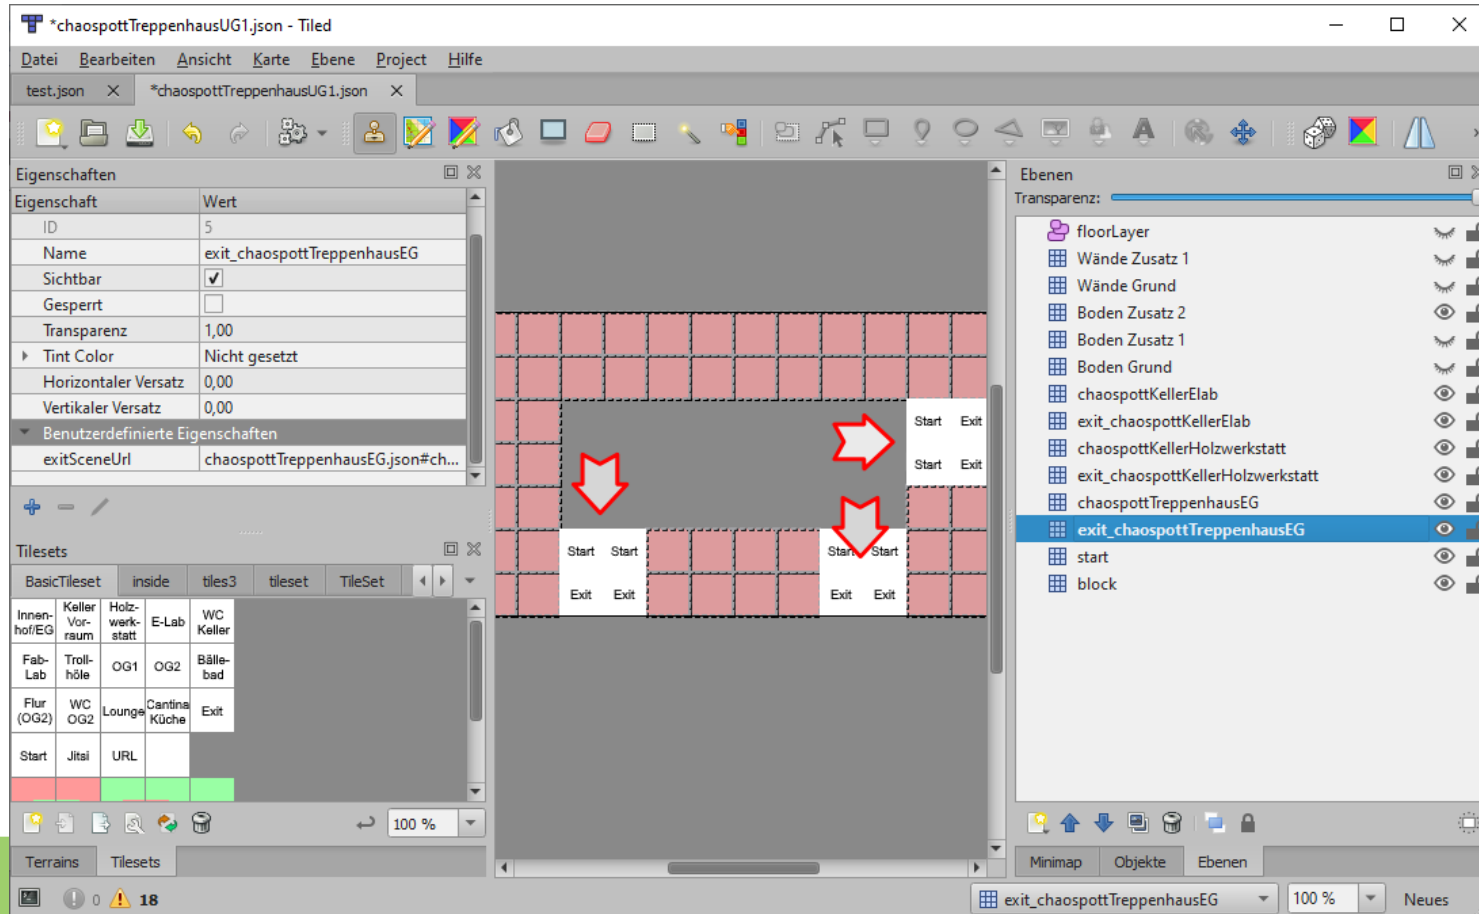 *chaospottTreppenhausUG1.json - Tiled
Datei Bearbeiten Ansicht Karte Ebene Project Hilfe
test.json *chaospottTreppenhausUG1.json
Eigenschaften
Eigenschaft Wert
ID 5
Name exit_chaospottTreppenhausEG
Sichtbar
Gesperrt
Transparenz 1,00
Tint Color Nicht gesetzt
Horizontaler Versatz 0,00
Vertikaler Versatz 0,00
Benutzerdefinierte Eigenschaften
exitSceneUrl chaospottTreppenhausEG.json#ch...
Tilesets
BasicTileset inside tiles3 tileset TileSet
Innen-
hof/EG
Keller
Vor-
raum
Holz-
werk-
statt
E-Lab
WC
Keller
Fab-
Lab
Troll-
höle
OG1
OG2
Bälle-
bad
Flur
(OG2)
WC
OG2
Lounge
Cantina
Küche
Exit
Start
Jitsi
URL
100 %
Terrains Tilesets
0 18
Start Exit
Start Exit
Start Start
Exit Exit
Start Start
Exit Exit
Ebenen
Transparenz:
floorLayer
Wände Zusatz 1
Wände Grund
Boden Zusatz 2
Boden Zusatz 1
Boden Grund
chaospottKellerElab
exit_chaospottKellerElab
chaospottKellerHolzwerkstatt
exit_chaospottKellerHolzwerkstatt
chaospottTreppenhausEG
exit_chaospottTreppenhausEG
start
block
Minimap Objekte Ebenen
exit_chaospottTreppenhausEG 100 % Neues